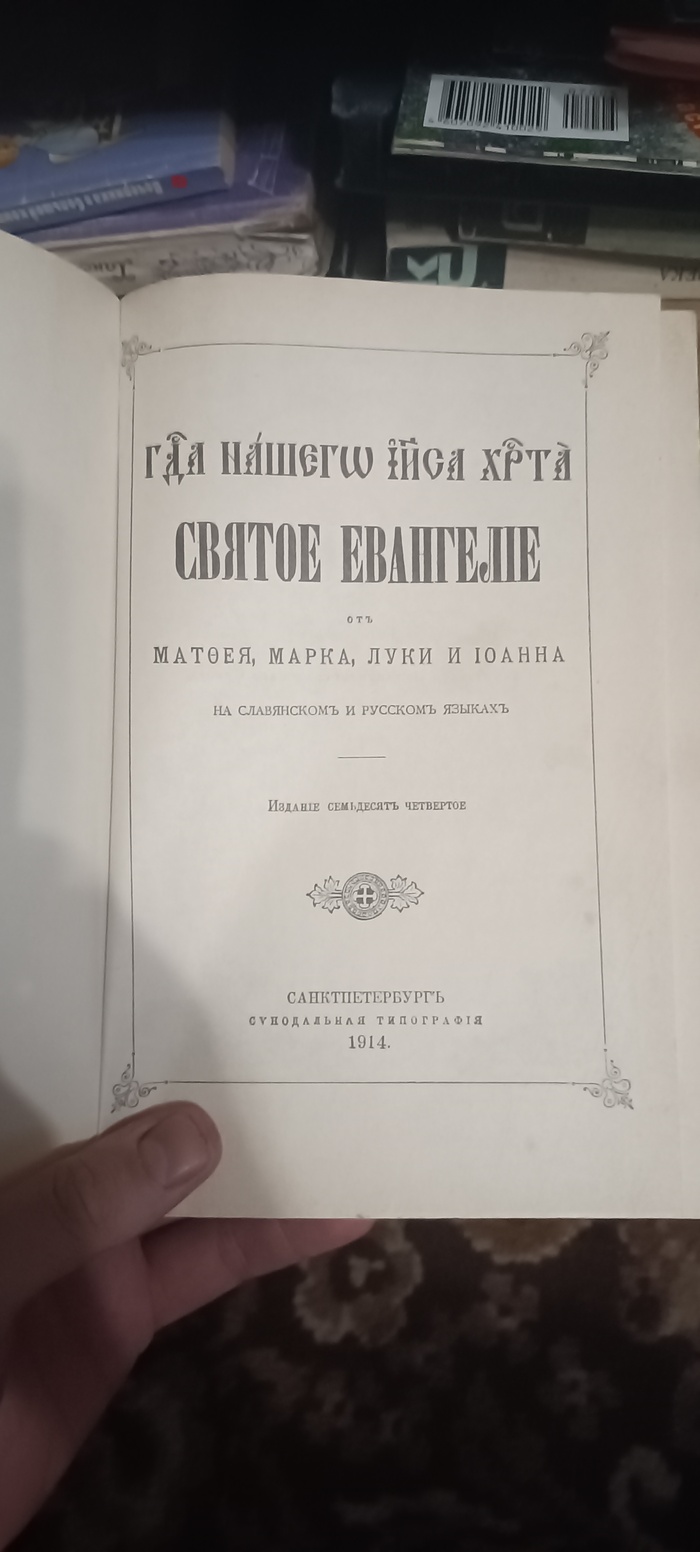 Гдⷭ҇а на́шегѡ і҆и҃са хрⷭ҇та̀
СВЯТОЕ ЕВАНГЕЛІЕ
отъ
МАТѲЕЯ, МАРКА, ЛУКИ И ІОАННА
НА СЛАВЯНСКОМЪ И РУССКОМЪ ЯЗЫКАХЪ
Изданіе семьдесятъ четвертое
САНКТПЕТЕРБУРГЪ
СѴНОДАЛЬНАЯ ТИПОГРАФІЯ
1914.